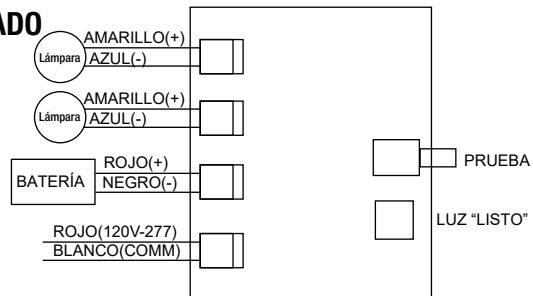 ADO
AMARILLO(+)
Lámpara
AZUL(-)
AMARILLO(+)
Lámpara
AZUL(-)
ROJO(+)
BATERÍA
NEGRO(-)
PRUEBA
LUZ “LISTO”
ROJO(120V-277)
BLANCO(COMM)